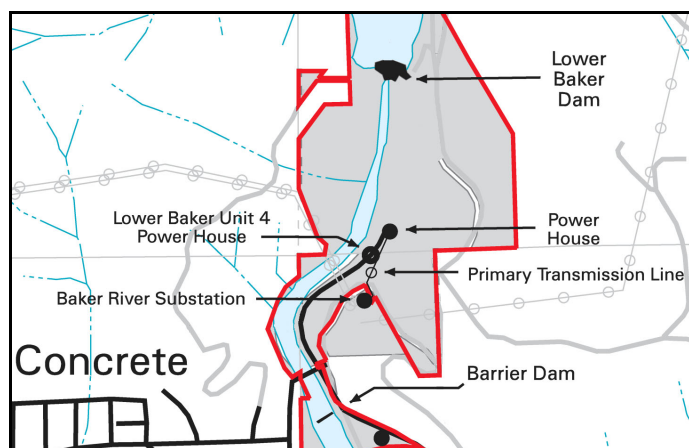 Lower
Baker
Dam
Lower Baker Unit 4
Power House
Power
House
Primary Transmission Line
Baker River Substation
Concrete
Barrier Dam